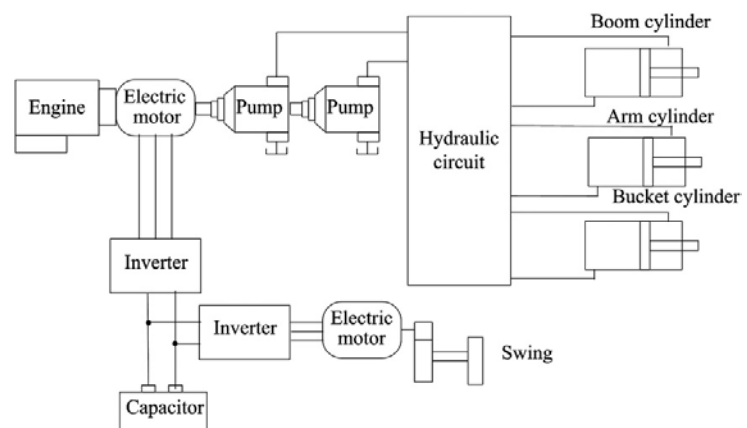 Boom cylinder
Engine
Electric
motor
Pump
Pump
Arm cylinder
Hydraulic
circuit
Bucket cylinder
Inverter
Inverter
Electric
motor
Swing
Capacitor